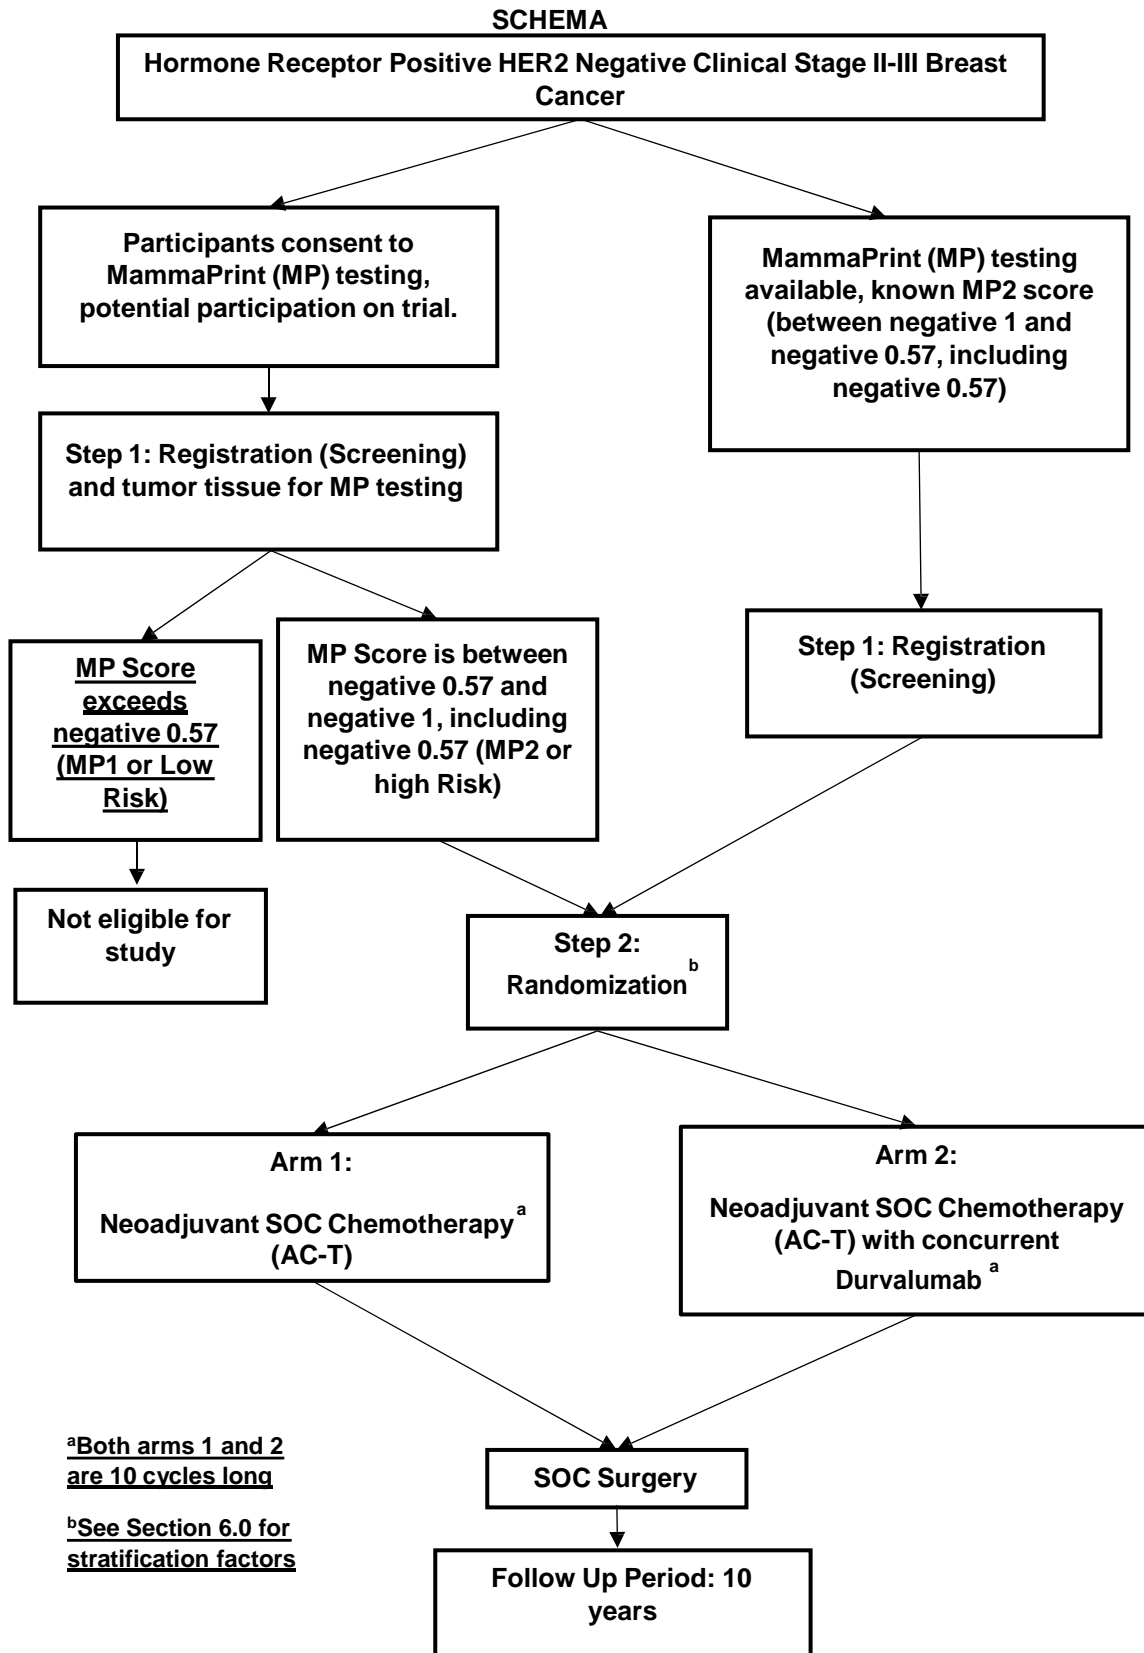 SCHEMA
Hormone Receptor Positive HER2 Negative Clinical Stage II-III Breast
Cancer
Participants consent to
MammaPrint (MP) testing,
potential participation on trial.
MammaPrint (MP) testing
available, known MP2 score
(between negative 1 and
negative 0.57, including
negative 0.57)
Step 1: Registration (Screening)
and tumor tissue for MP testing
MP Score
exceeds
negative 0.57
(MP1 or Low
Risk)
MP Score is between
negative 0.57 and
negative 1, including
negative 0.57 (MP2 or
high Risk)
Step 1: Registration
(Screening)
Not eligible for
study
Step 2:
Randomization b
Arm 1:
Neoadjuvant SOC Chemotherapy a
(AC-T)
Arm 2:
Neoadjuvant SOC Chemotherapy
(AC-T) with concurrent
Durvalumab a
aBoth arms 1 and 2
are 10 cycles long
bSee Section 6.0 for
stratification factors
SOC Surgery
Follow Up Period: 10
years